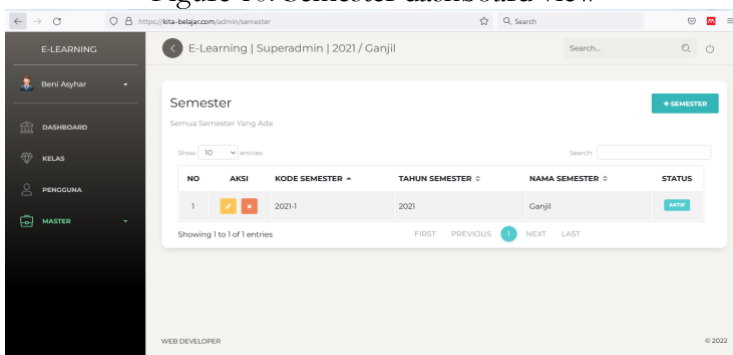 Figure 10. Semester dashboard view
https://kita-belajar.com/admin/semester
Search
E-LEARNING
E-Learning | Superadmin | 2021 / Ganjil
Search...
Beni Asyhar
DASHBOARD
KELAS
PENGGUNA
MASTER
Semester
+ SEMESTER
Semua Semester Yang Ada
Show 10 entries
Search:
NO AKSI KODE SEMESTER TAHUN SEMESTER NAMA SEMESTER STATUS
1 2021-1 2021 Ganjil AKTIF
Showing 1 to 1 of 1 entries
FIRST PREVIOUS 1 NEXT LAST
WEB DEVELOPER
© 2022